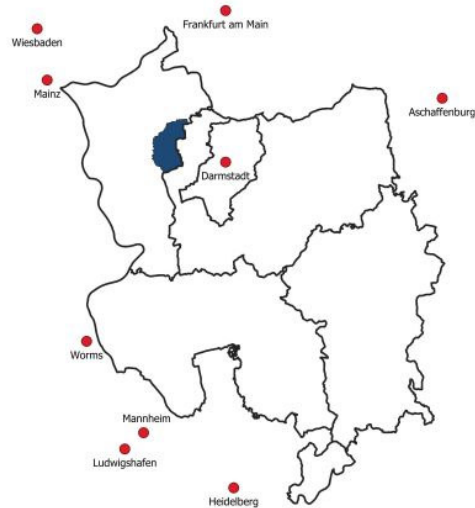 Frankfurt am Main
Wiesbaden
Mainz
Aschaffenburg
Darmstadt
Worms
Mannheim
Ludwigshafen
Heidelberg